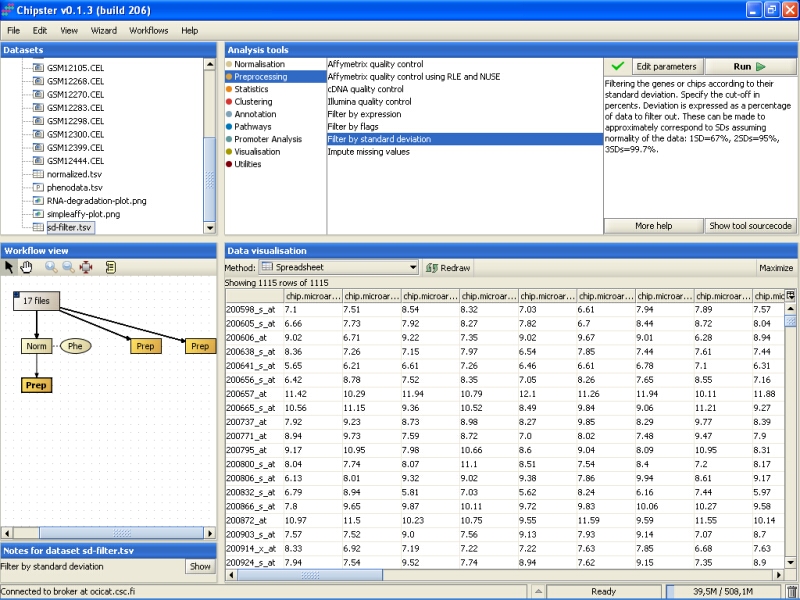 Chipster v0.1.3 (build 206)
File Edit View Wizard Workflows Help
Datasets
GSM12105.CEL
GSM12268.CEL
GSM12270.CEL
GSM12283.CEL
GSM12298.CEL
GSM12300.CEL
GSM12399.CEL
GSM12444.CEL
normalized.tsv
phenodata.tsv
RNA-degradation-plot.png
simpleaffy-plot.png
sd-filter.tsv
Analysis tools
Normalisation
Preprocessing
Statistics
Clustering
Annotation
Pathways
Promoter Analysis
Visualisation
Utilities
Affymetrix quality control
Affymetrix quality control using RLE and NUSE
cDNA quality control
Illumina quality control
Filter by expression
Filter by flags
Filter by standard deviation
Impute missing values
Edit parameters Run
Filtering the genes or chips according to their
standard deviation. Specify the cut-off in
percents. Deviation is expressed as a percentage
of data to filter out. These can be made to
approximately correspond to SDs assuming
normality of the data: 1SD=67%, 2SDs=95%,
3SDs=99.7%.
More help Show tool sourcecode
Workflow view
17 files
Norm Phe Prep Prep
Prep
Notes for dataset sd-filter.tsv
Filter by standard deviation Show
Data visualisation
Method: Spreadsheet Redraw Maximize
Showing 1115 rows of 1115
chip.microar... chip.microar... chip.microar... chip.microar... chip.microar... chip.microar... chip.microar... chip.microar... chip.mic
200598_s_at 7.1 7.51 8.54 8.32 7.03 6.61 7.94 7.89 7.57
200605_s_at 6.66 7.73 7.92 8.27 7.82 6.7 8.44 8.72 8.04
200606_at 9.02 6.71 9.22 7.35 9.02 9.67 9.01 6.28 8.94
200638_s_at 8.36 7.26 7.15 7.97 6.54 7.85 7.44 7.61 7.44
200641_s_at 5.65 6.21 6.61 7.26 6.46 6.61 6.78 7.1 6.31
200656_s_at 6.42 8.78 7.52 8.35 7.05 8.26 7.65 8.55 7.16
200657_at 11.42 10.29 11.94 10.79 12.1 11.26 11.94 10.11 11.88
200665_s_at 10.56 11.15 9.36 10.52 8.49 9.84 9.06 11.21 9.27
200737_at 7.92 9.23 8.73 8.98 8.27 9.85 8.29 9.77 8.39
200771_at 8.94 9.73 7.59 8.72 7.0 8.02 7.48 9.47 7.9
200795_at 9.17 10.95 7.98 10.66 8.6 9.04 8.09 10.95 8.31
200800_s_at 8.04 7.74 8.07 11.1 8.51 7.54 8.4 7.2 8.17
200806_s_at 6.13 8.01 9.32 9.02 9.38 7.86 9.94 8.61 9.17
200832_s_at 6.79 8.94 5.81 7.03 5.62 8.24 6.16 7.44 5.97
200866_s_at 7.8 9.65 9.87 10.11 9.72 9.83 10.06 10.27 9.58
200872_at 10.97 11.5 10.23 10.75 9.55 11.59 9.59 11.55 10.14
200903_s_at 7.57 7.52 9.0 7.56 9.13 7.93 9.14 7.07 8.7
200914_x_at 8.33 6.92 7.19 7.22 7.22 7.63 7.85 6.68 7.63
200924_s_at 7.94 7.54 9.52 7.74 8.94 7.62 9.15 7.35 8.9
Connected to broker at ocicat.csc.fi Ready 39,5M / 508,1M